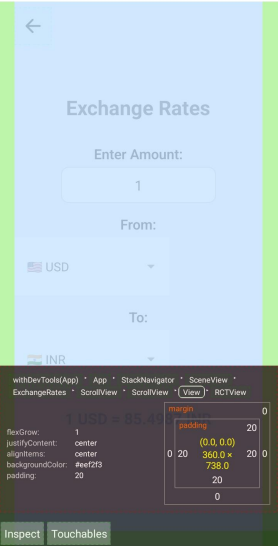 Exchange Rates
Enter Amount:
1
From:
USD
To:
INR
withDevTools(App) ‣ App ‣ StackNavigator ‣ SceneView ‣
ExchangeRates ‣ ScrollView ‣ ScrollView ‣ View ‣ RCTView
1 USD = 85.49
flexGrow: 1
justifyContent: center
alignItems: center
backgroundColor: #eef2f3
padding: 20
margin 0
padding 20
(0.0, 0.0)
0 20 360.0 × 20 0
738.0
20
0
Inspect Touchables